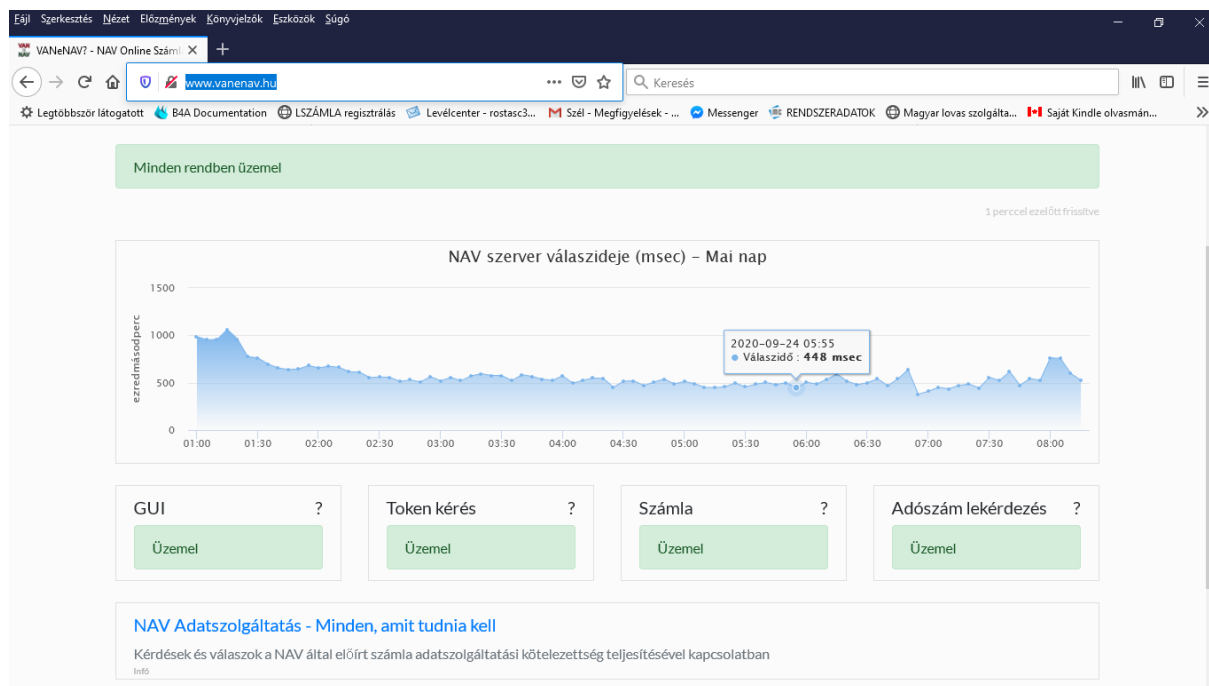 Fájl Szerkesztés Nézet Előzmények Könyvjelzők Eszközök Súgó
VANeNAV? - NAV Online Száml
www.vanenav.hu
Keresés
Legtöbbször látogatott B4A Documentation LSZÁMLA regisztrálás Levélcenter - rostasc3... Szél - Megfigyelések - ... Messenger RENDSZERADATOK Magyar lovas szolgálta... Saját Kindle olvasmán...
Minden rendben üzemel
1 perccel ezelőtt frissítve
NAV szerver válaszideje (msec) – Mai nap
ezredmásodperc
1500
1000
500
0
2020-09-24 05:55
Válaszidő : 448 msec
01:00 01:30 02:00 02:30 03:00 03:30 04:00 04:30 05:00 05:30 06:00 06:30 07:00 07:30 08:00
GUI ? Token kérés ? Számla ? Adószám lekérdezés ?
Üzemel Üzemel Üzemel Üzemel
NAV Adatszolgáltatás - Minden, amit tudnia kell
Kérdések és válaszok a NAV által előírt számla adatszolgáltatási kötelezettség teljesítésével kapcsolatban
Infó